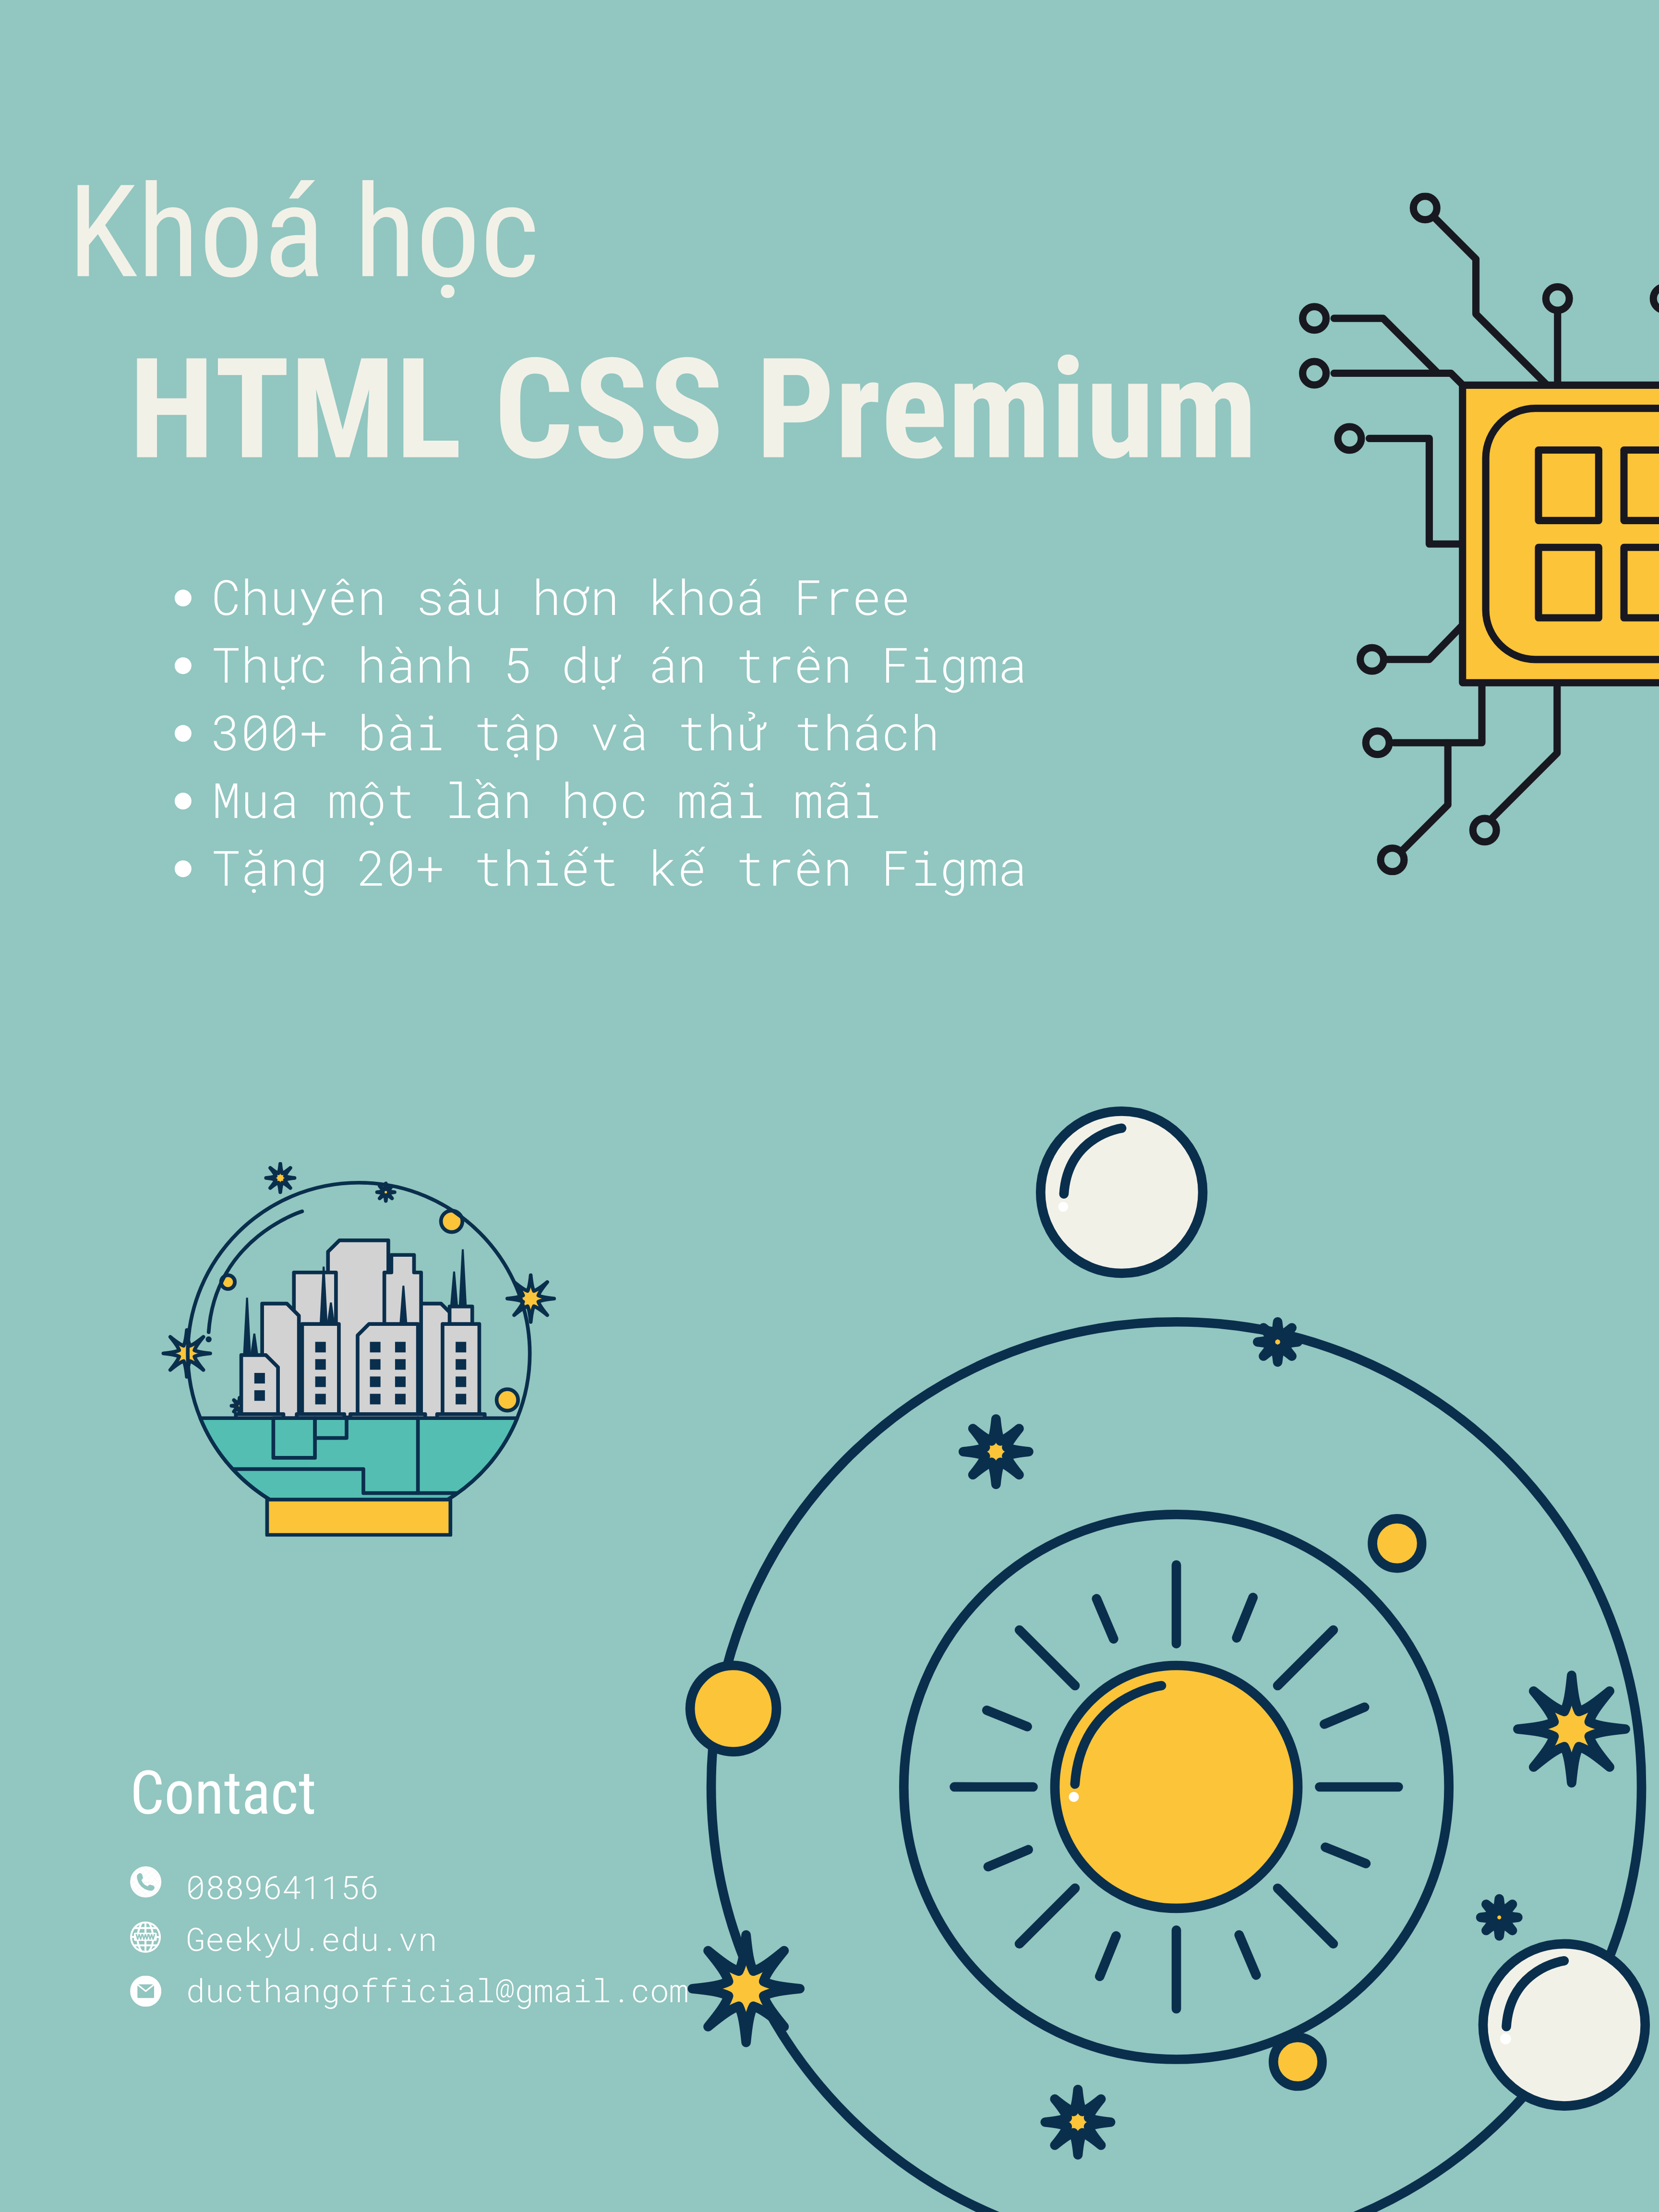 Khoá học
HTML CSS Premium
• Chuyên sâu hơn khoá Free
• Thực hành 5 dự án trên Figma
• 300+ bài tập và thử thách
• Mua một lần học mãi mãi
• Tặng 20+ thiết kế trên Figma
Contact
0889641156
GeekyU.edu.vn
ducthangofficial@gmail.com